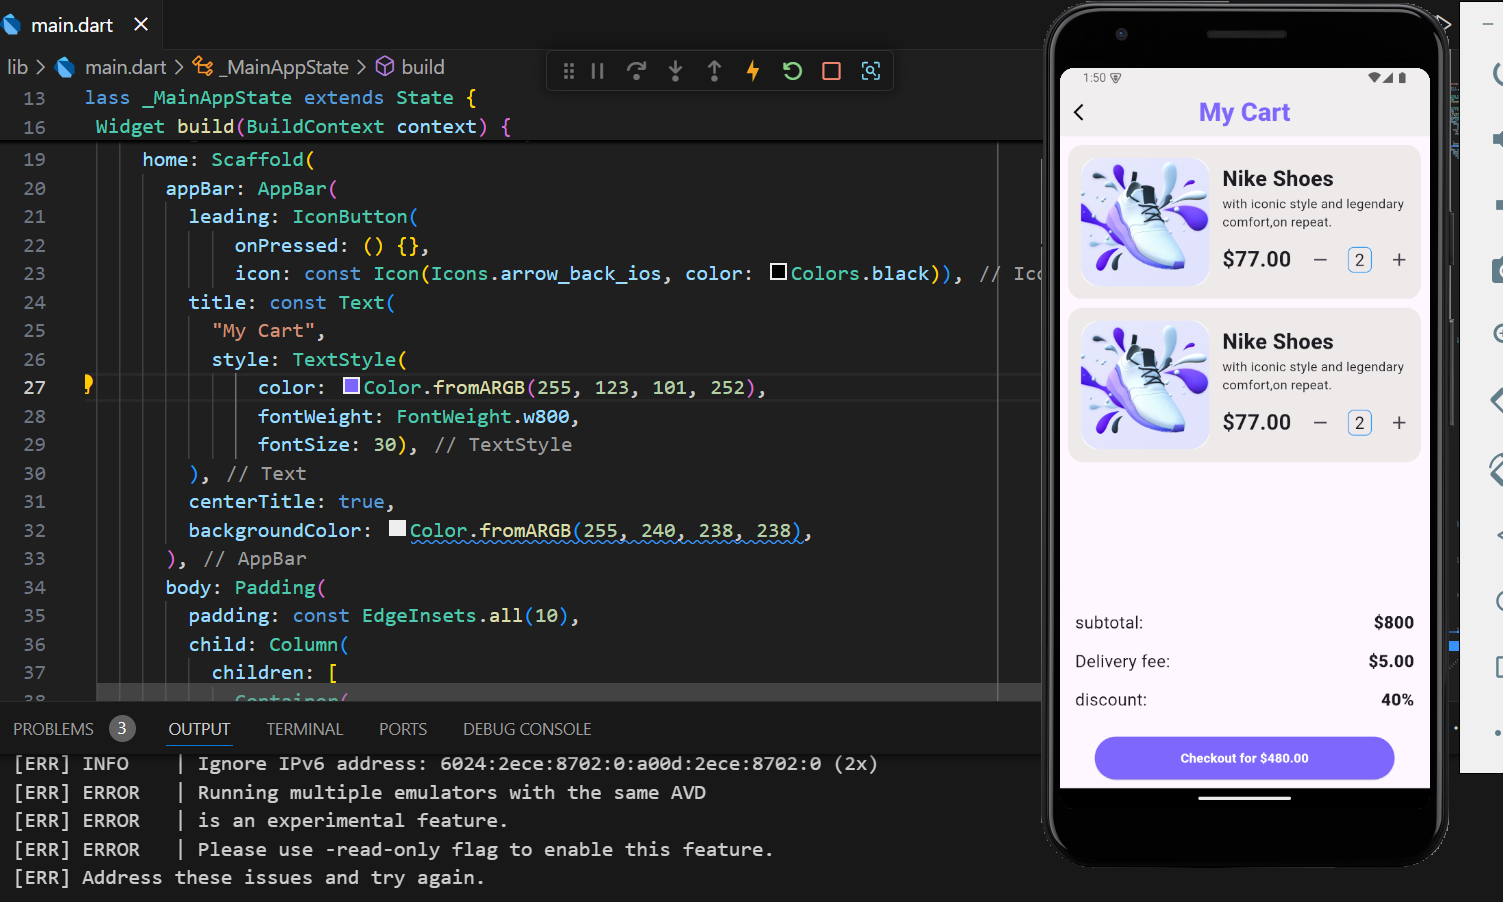 main.dart
lib > main.dart > _MainAppState > build
13 lass _MainAppState extends State {
16 Widget build(BuildContext context) {
19 home: Scaffold(
20 appBar: AppBar(
21 leading: IconButton(
22 onPressed: () {},
23 icon: const Icon(Icons.arrow_back_ios, color: Colors.black)), // Ico
24 title: const Text(
25 "My Cart",
26 style: TextStyle(
27 color: Color.fromARGB(255, 123, 101, 252),
28 fontWeight: FontWeight.w800,
29 fontSize: 30), // TextStyle
30 ), // Text
31 centerTitle: true,
32 backgroundColor: Color.fromARGB(255, 240, 238, 238),
33 ), // AppBar
34 body: Padding(
35 padding: const EdgeInsets.all(10),
36 child: Column(
37 children: [
38 Container(
PROBLEMS 3 OUTPUT TERMINAL PORTS DEBUG CONSOLE
[ERR] INFO | Ignore IPv6 address: 6024:2ece:8702:0:a00d:2ece:8702:0 (2x)
[ERR] ERROR | Running multiple emulators with the same AVD
[ERR] ERROR | is an experimental feature.
[ERR] ERROR | Please use -read-only flag to enable this feature.
[ERR] Address these issues and try again.
1:50
My Cart
Nike Shoes
with iconic style and legendary
comfort,on repeat.
$77.00 − 2 +
Nike Shoes
with iconic style and legendary
comfort,on repeat.
$77.00 − 2 +
subtotal: $800
Delivery fee: $5.00
discount: 40%
Checkout for $480.00